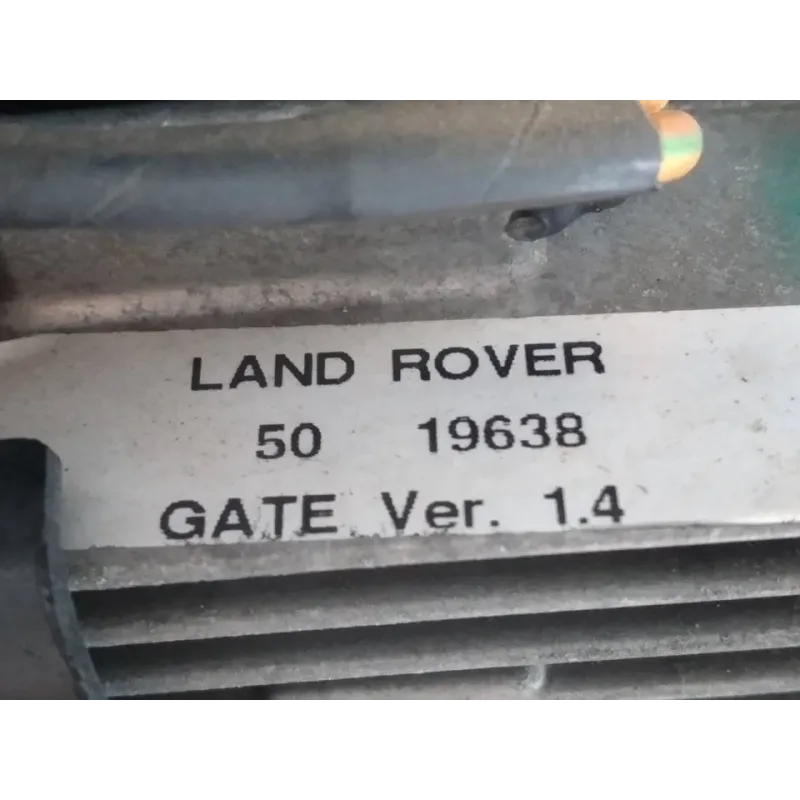 LAND ROVER
50 19638
GATE Ver. 1.4